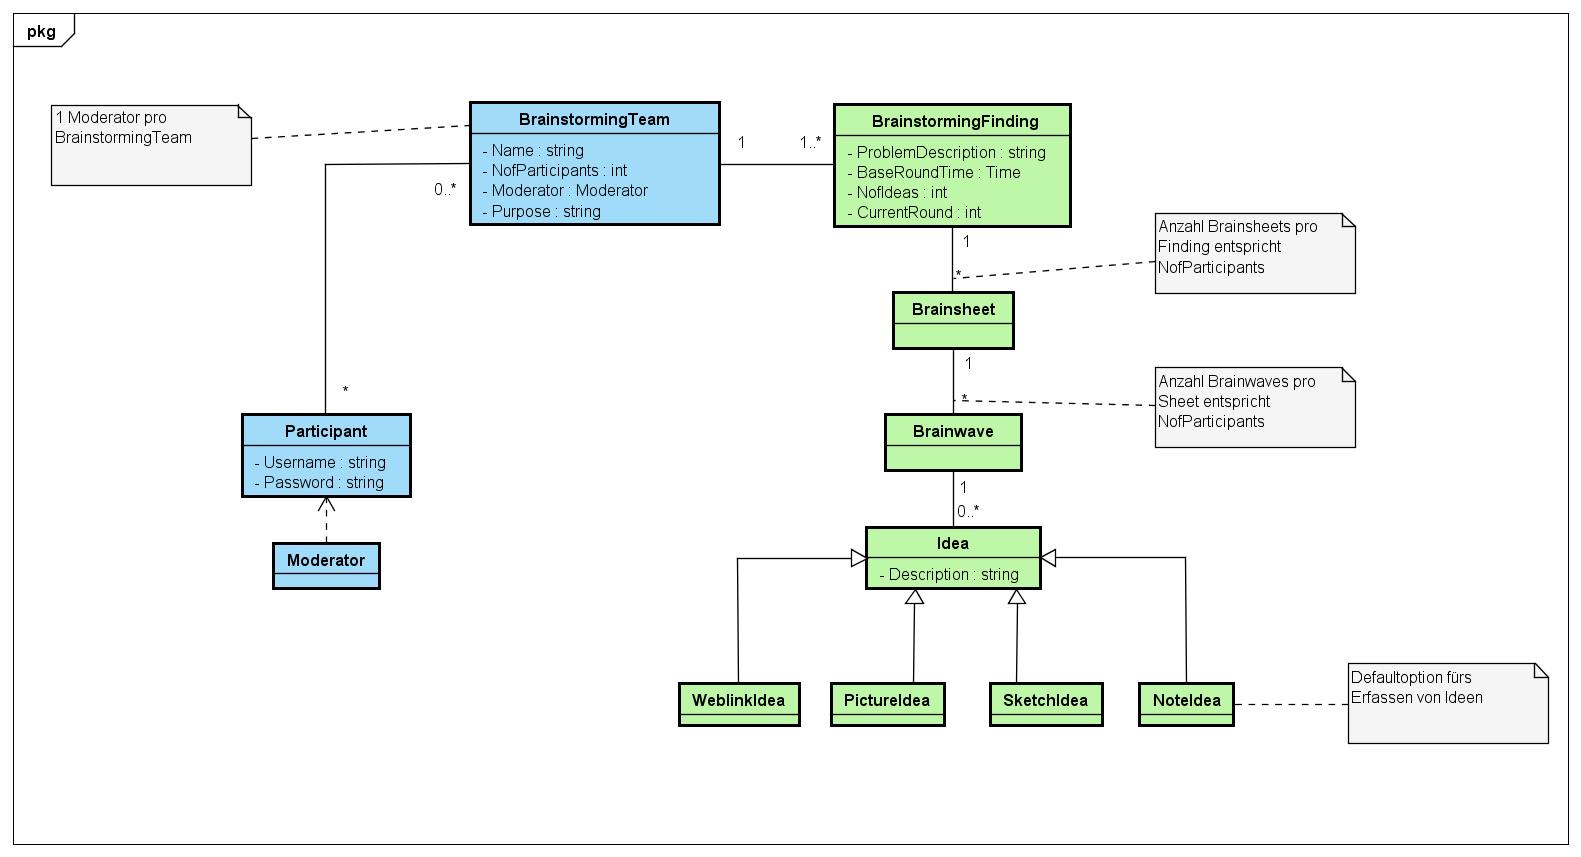 pkg
1 Moderator pro
BrainstormingTeam
BrainstormingTeam
- Name : string
- NofParticipants : int
- Moderator : Moderator
- Purpose : string
1
1..*
BrainstormingFinding
- ProblemDescription : string
- BaseRoundTime : Time
- NofIdeas : int
- CurrentRound : int
0..*
*
1
*
Anzahl Brainsheets pro
Finding entspricht
NofParticipants
Brainsheet
1
*
Anzahl Brainwaves pro
Sheet entspricht
NofParticipants
Participant
- Username : string
- Password : string
Brainwave
1
0..*
Moderator
Idea
- Description : string
WeblinkIdea
PictureIdea
SketchIdea
NoteIdea
Defaultoption fürs
Erfassen von Ideen